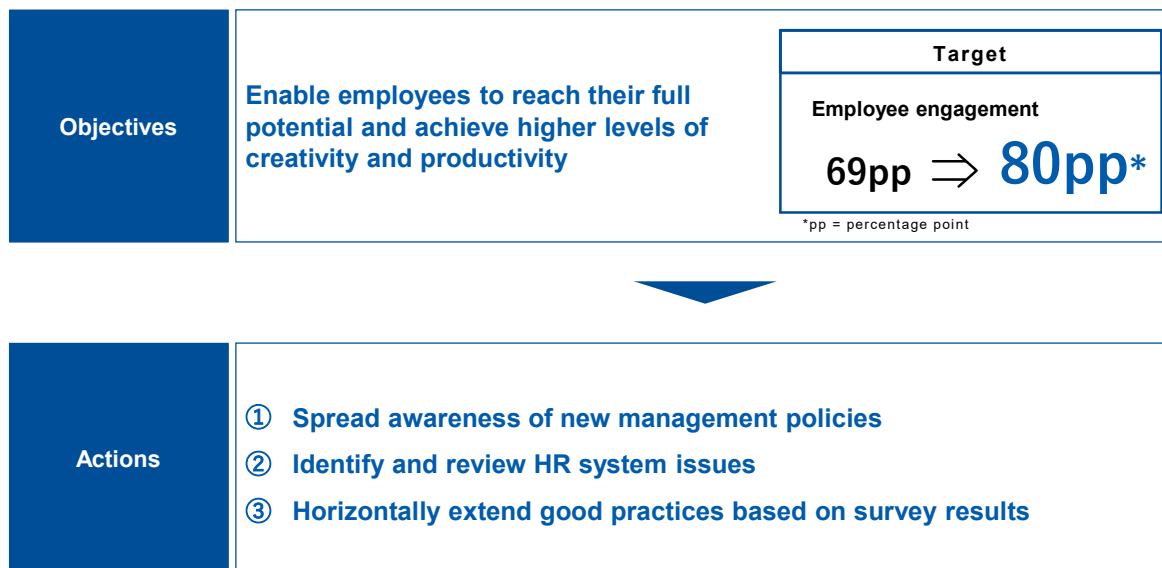 Objectives
Enable employees to reach their full
potential and achieve higher levels of
creativity and productivity
Target
Employee engagement
69pp ⇒ 80pp*
*pp = percentage point
Actions
① Spread awareness of new management policies
② Identify and review HR system issues
③ Horizontally extend good practices based on survey results